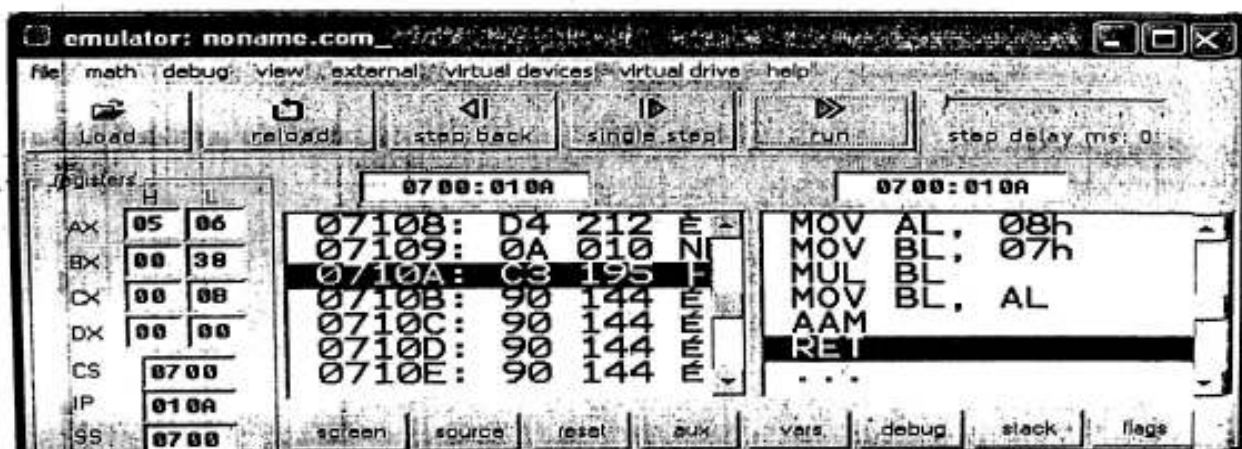 emulator: noname.com_
file math debug view external virtual devices virtual drive help
Load reload step back single step run step delay ms: 0
registers 0700:010A 0700:010A
H L
AX 05 06
BX 00 38
CX 00 0B
DX 00 00
CS 0700
IP 010A
SS 0700
07108: D4 212 È
07109: 0A 010 N
0710A: C3 195
0710B: 90 144 É
0710C: 90 144 É
0710D: 90 144 É
0710E: 90 144 É
MOV AL, 08h
MOV BL, 07h
MUL BL
MOV BL, AL
AAM
RET
...
screen source reset aux vars debug stack flags